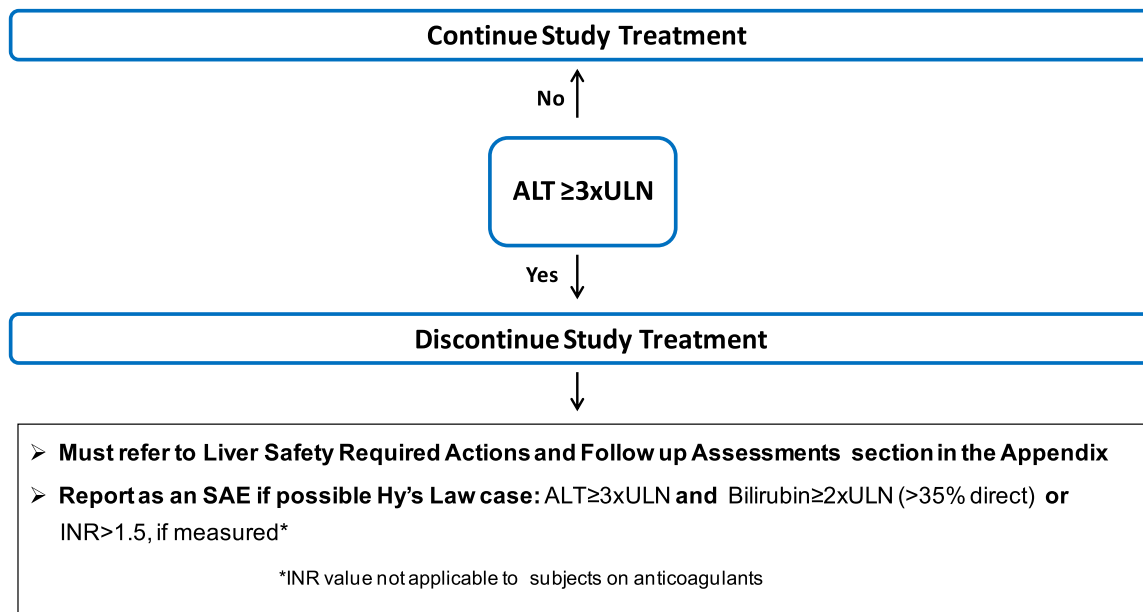 Continue Study Treatment
No
ALT ≥3xULN
Yes
Discontinue Study Treatment
➢ Must refer to Liver Safety Required Actions and Follow up Assessments section in the Appendix
➢ Report as an SAE if possible Hy's Law case: ALT≥3xULN and Bilirubin≥2xULN (>35% direct) or
INR>1.5, if measured*
*INR value not applicable to subjects on anticoagulants